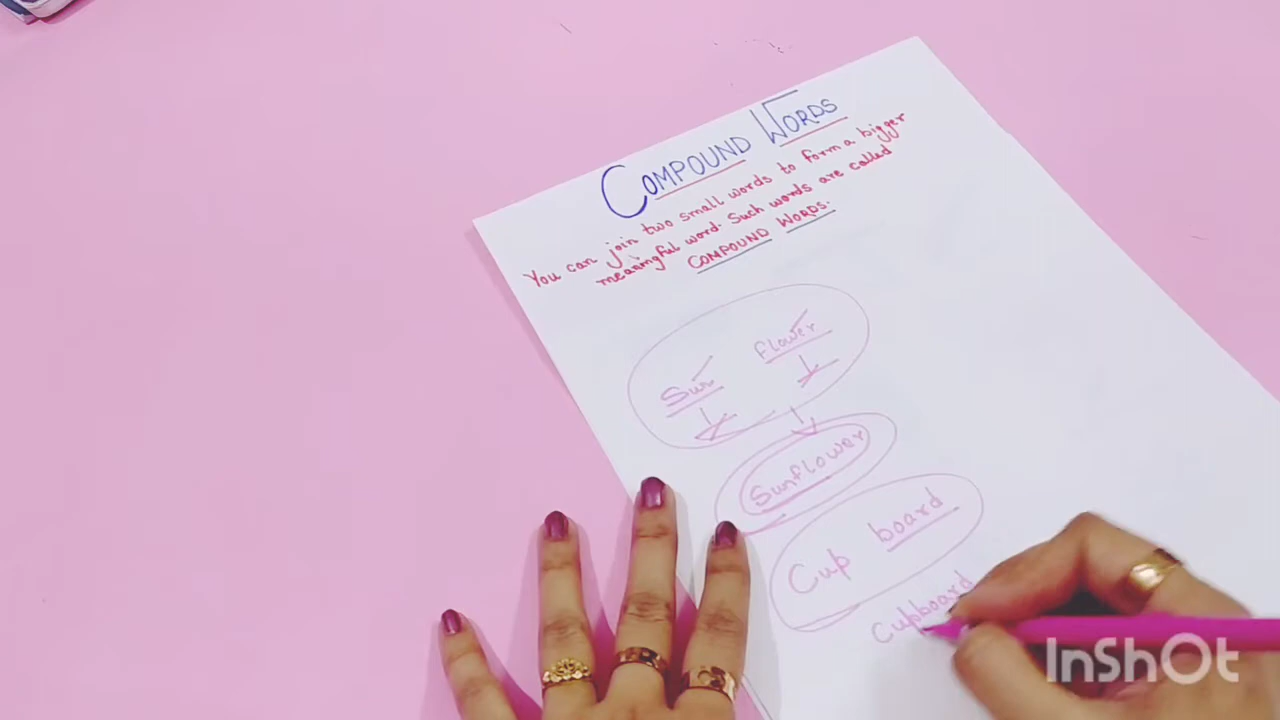 COMPOUND WORDS
You can join two small words to form a bigger
meaningful word. Such words are called
COMPOUND WORDS.
Sun flower
Sunflower
Cup board
Cupboard
InShOt